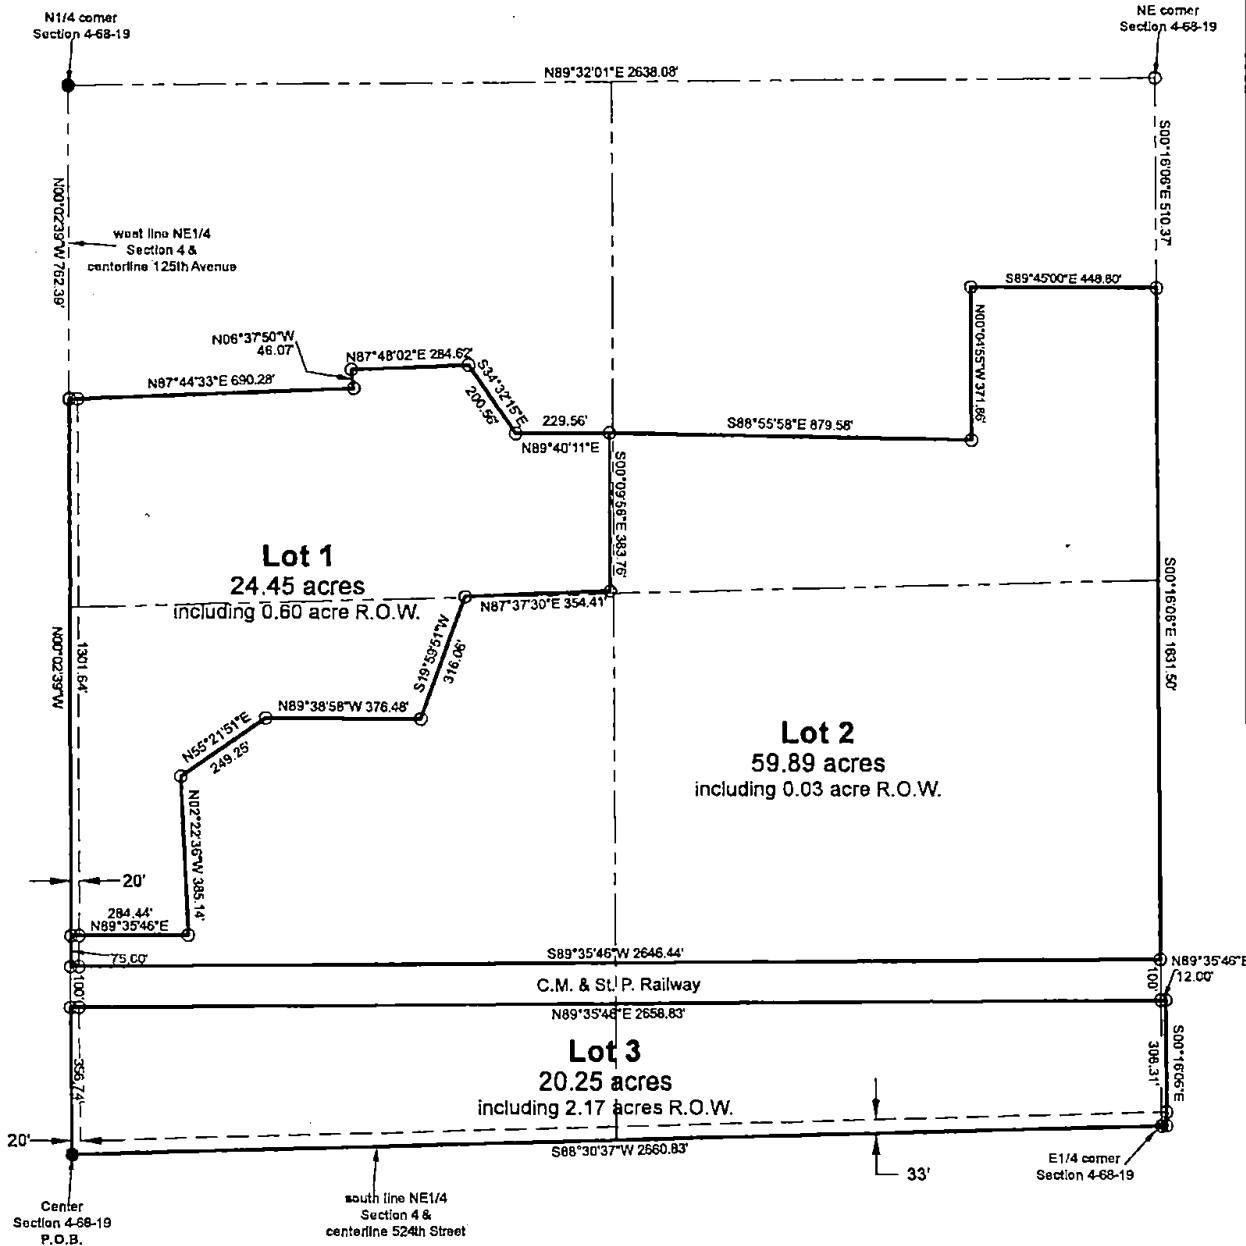 N1/4 corner
Section 4-68-19
NE corner
Section 4-68-19
N89°32'01"E 2638.08'
S00°16'06"E 510.37'
N00°02'39"W 762.39'
west line NE1/4
Section 4 &
centerline 125th Avenue
S89°45'00"E 448.80'
N00°04'55"W 371.86'
N06°37'50"W
46.07'
N87°48'02"E 284.62'
S34°32'15"E
200.56'
N87°44'33"E 690.28'
229.56'
N89°40'11"E
S88°55'58"E 879.58'
S00°09'58"E 383.76'
Lot 1
24.45 acres
including 0.60 acre R.O.W.
N87°37'30"E 354.41'
S00°16'06"E 1631.50'
N00°02'39"W
1301.64'
S19°59'51"W
316.06'
N89°38'58"W 376.48'
N55°21'51"E
249.25'
Lot 2
59.89 acres
including 0.03 acre R.O.W.
N02°22'36"W 385.14'
20'
284.44'
N89°35'46"E
75.00'
S89°35'46"W 2646.44'
N89°35'46"E
12.00'
100'
C.M. & St. P. Railway
100'
N89°35'46"E 2658.83'
Lot 3
20.25 acres
including 2.17 acres R.O.W.
356.74'
S00°16'06"E
306.31'
20'
S88°30'37"W 2660.83'
33'
E1/4 corner
Section 4-68-19
south line NE1/4
Section 4 &
centerline 524th Street
Center
Section 4-68-19
P.O.B.